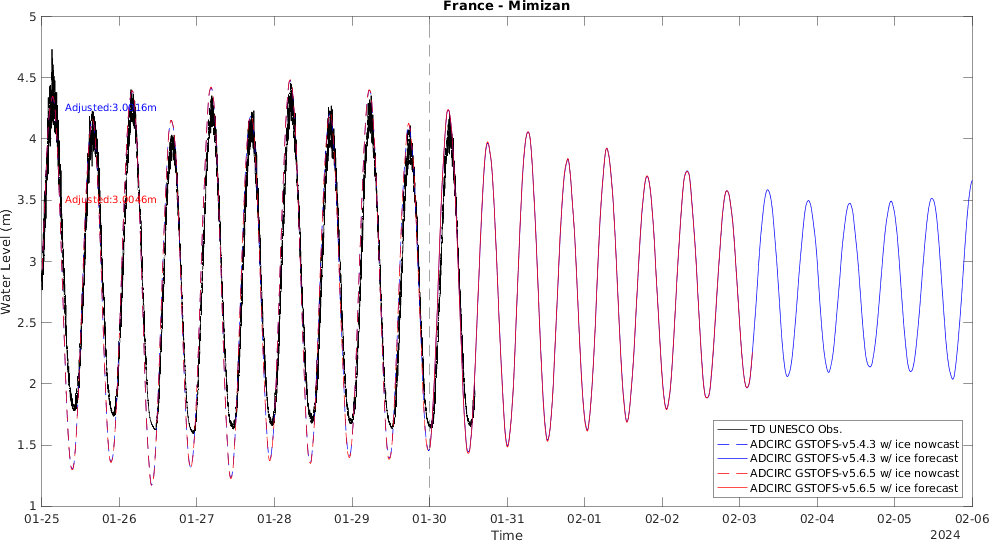 France - Mimizan
5
4.5
4
3.5
3
2.5
2
1.5
1
Water Level (m)
Adjusted:3.0016m
Adjusted:3.0046m
TD UNESCO Obs.
ADCIRC GSTOFS-v5.4.3 w/ ice nowcast
ADCIRC GSTOFS-v5.4.3 w/ ice forecast
ADCIRC GSTOFS-v5.6.5 w/ ice nowcast
ADCIRC GSTOFS-v5.6.5 w/ ice forecast
01-25 01-26 01-27 01-28 01-29 01-30 01-31 02-01 02-02 02-03 02-04 02-05 02-06
Time
2024